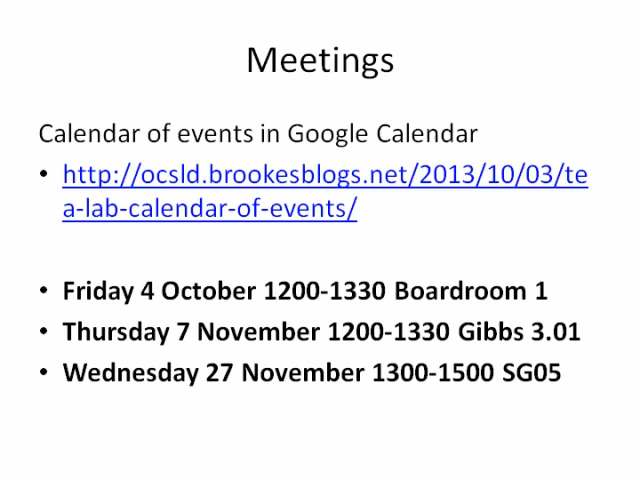 Meetings
Calendar of events in Google Calendar
• http://ocsld.brookesblogs.net/2013/10/03/te
a-lab-calendar-of-events/
• Friday 4 October 1200-1330 Boardroom 1
• Thursday 7 November 1200-1330 Gibbs 3.01
• Wednesday 27 November 1300-1500 SG05